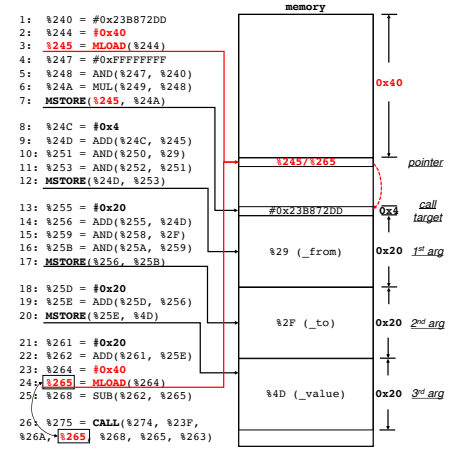 memory
1: %240 = #0x23B872DD
2: %244 = #0x40
3: %245 = MLOAD(%244)
4: %247 = #0xFFFFFFFF
5: %248 = AND(%247, %240)
6: %24A = MUL(%249, %248)
7: MSTORE(%245, %24A)
8: %24C = #0x4
9: %24D = ADD(%24C, %245)
10: %251 = AND(%250, %29)
11: %253 = AND(%252, %251)
12: MSTORE(%24D, %253)
13: %255 = #0x20
14: %256 = ADD(%255, %24D)
15: %259 = AND(%258, %2F)
16: %25B = AND(%25A, %259)
17: MSTORE(%256, %25B)
18: %25D = #0x20
19: %25E = ADD(%25D, %256)
20: MSTORE(%25E, %4D)
21: %261 = #0x20
22: %262 = ADD(%261, %25E)
23: %264 = #0x40
24: %265 = MLOAD(%264)
25: %268 = SUB(%262, %265)
26: %275 = CALL(%274, %23F,
%26A, %265, %268, %265, %263)
0x40
%245/%265 pointer
#0x23B872DD 0x4 call
target
%29 (_from) 0x20 1st arg
%2F (_to) 0x20 2nd arg
%4D (_value) 0x20 3rd arg